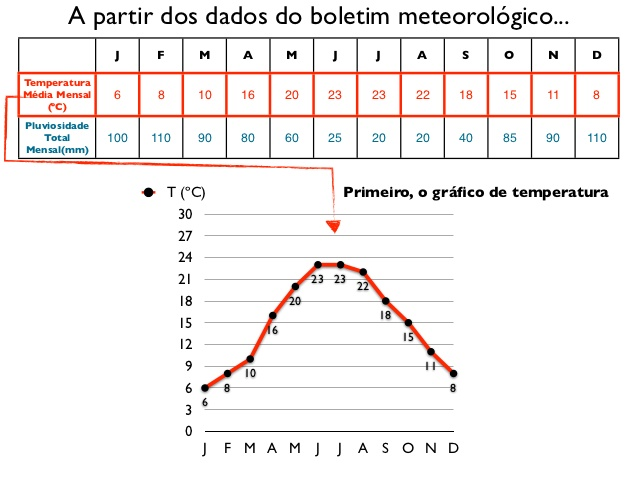 A partir dos dados do boletim meteorológico...
J F M A M J J A S O N D
Temperatura
Média Mensal
(ºC)
6 8 10 16 20 23 23 22 18 15 11 8
Pluviosidade
Total
Mensal(mm)
100 110 90 80 60 25 20 20 40 85 90 110
T (ºC)
Primeiro, o gráfico de temperatura
30
27
24
21
18
15
12
9
6
3
0
6 8 10 16 20 23 23 22 18 15 11 8
J F M A M J J A S O N D